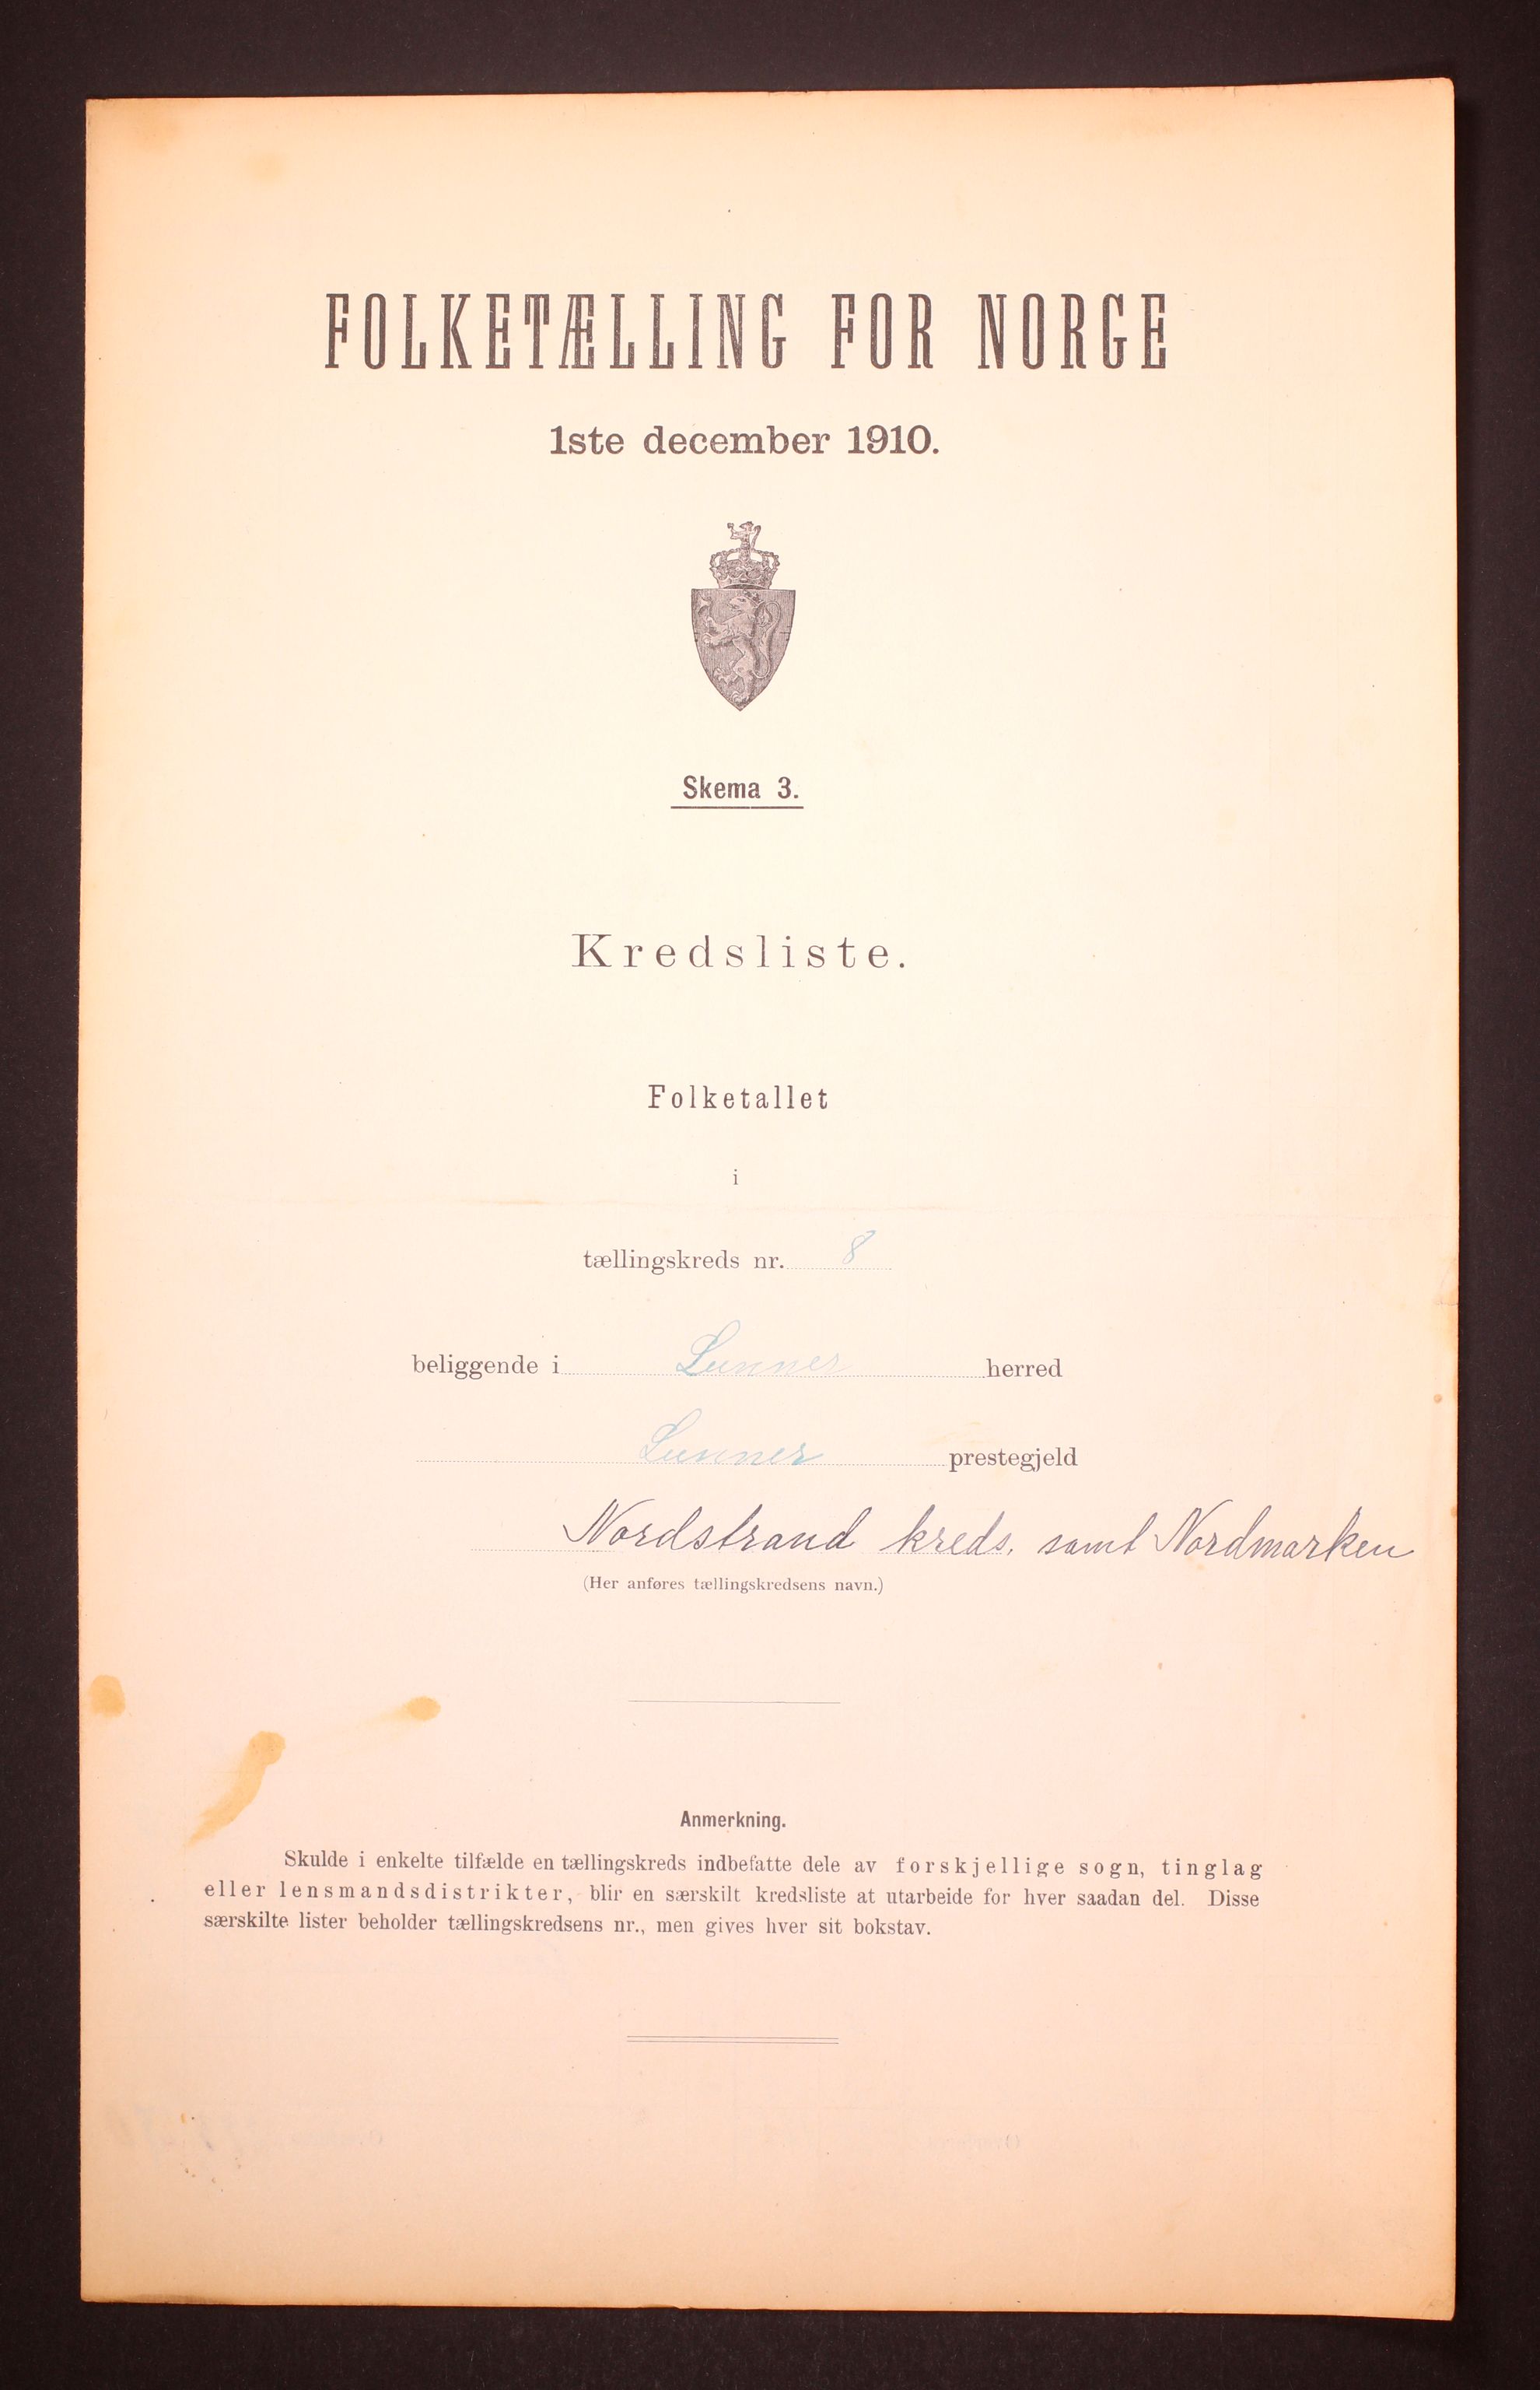 FOLKETÆLLING FOR NORGE
1ste december 1910.
Skema 3.
Kredsliste.
Folketallet
i
tællingskreds nr. 8
beliggende i Lunner herred
Lunner prestegjeld
Nordstrand kreds. samt Nordmarken
(Her anføres tællingskredsens navn.)
Anmerkning.
Skulde i enkelte tilfælde en tællingskreds indbefatte dele av forskjellige sogn, tinglag
eller lensmandsdistrikter, blir en særskilt kredsliste at utarbeide for hver saadan del. Disse
særskilte lister beholder tællingskredsens nr., men gives hver sit bokstav.